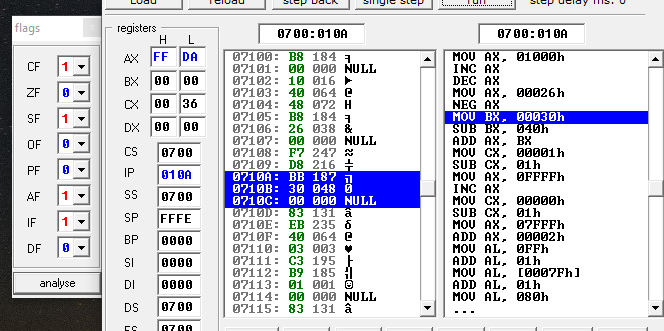 Load reload step back single step run step delay ms: 0
flags
CF 1
ZF 0
SF 1
OF 0
PF 0
AF 1
IF 1
DF 0
analyse
registers
H L
AX FF DA
BX 00 00
CX 00 36
DX 00 00
CS 0700
IP 010A
SS 0700
SP FFFE
BP 0000
SI 0000
DI 0000
DS 0700
ES
0700:010A
07100: B8 184 ╕
07101: 00 000 NULL
07102: 10 016 ►
07103: 40 064 @
07104: 48 072 H
07105: B8 184 ╕
07106: 26 038 &
07107: 00 000 NULL
07108: F7 247 ≈
07109: D8 216 ╪
0710A: BB 187 ╗
0710B: 30 048 0
0710C: 00 000 NULL
0710D: 83 131 â
0710E: EB 235 δ
0710F: 40 064 @
07110: 03 003 ♥
07111: C3 195 ├
07112: B9 185 ╣
07113: 01 001 ☺
07114: 00 000 NULL
07115: 83 131 â
0700:010A
MOV AX, 01000h
INC AX
DEC AX
MOV AX, 00026h
NEG AX
MOV BX, 00030h
SUB BX, 040h
ADD AX, BX
MOV CX, 00001h
SUB CX, 01h
MOV AX, 0FFFFh
INC AX
MOV CX, 00000h
SUB CX, 01h
MOV AX, 07FFFh
ADD AX, 00002h
MOV AL, 0FFh
ADD AL, 01h
MOV AL, [0007Fh]
ADD AL, 01h
MOV AL, 080h
...